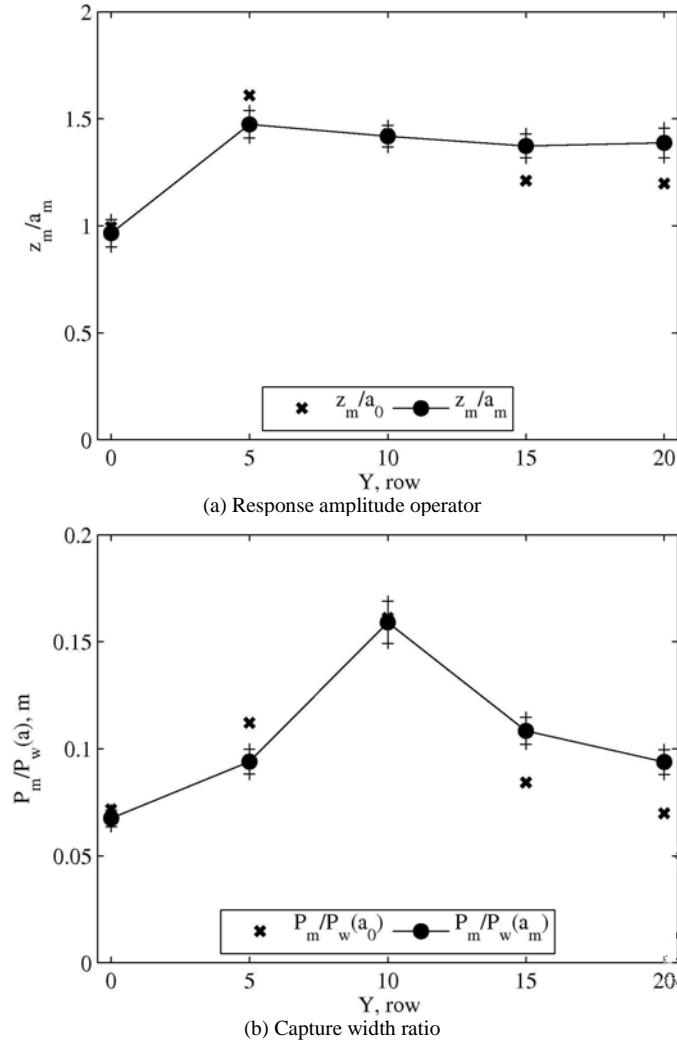 2
1.5
1
0.5
0
z_m/a_m
z_m/a_0 z_m/a_m
0 5 10 15 20
Y, row
(a) Response amplitude operator
0.2
0.15
0.1
0.05
0
P_m/P_w(a), m
P_m/P_w(a_0) P_m/P_w(a_m)
0 5 10 15 20
Y, row
(b) Capture width ratio